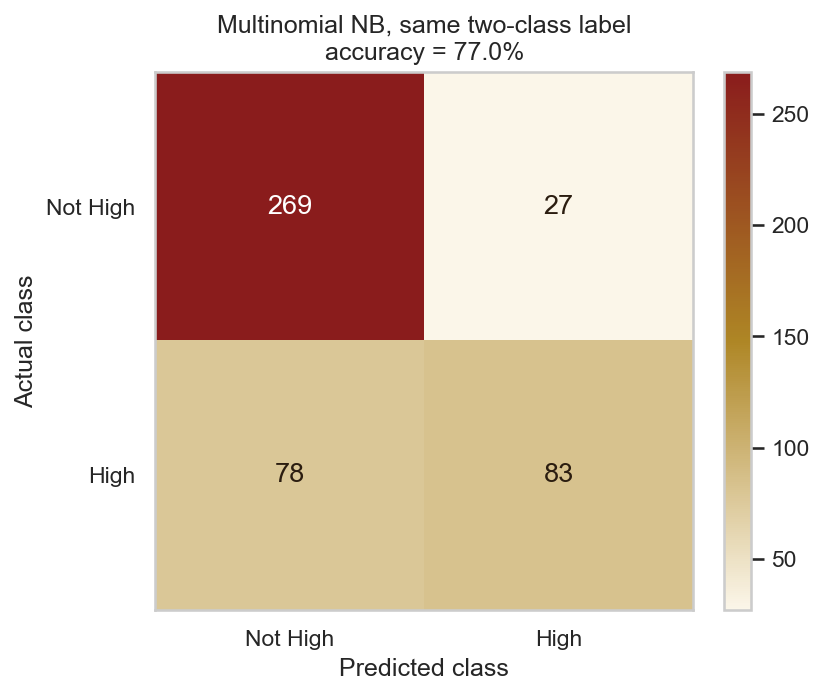 Multinomial NB, same two-class label
accuracy = 77.0%
Actual class
Not High
High
269
27
78
83
Not High
High
Predicted class
250
200
150
100
50